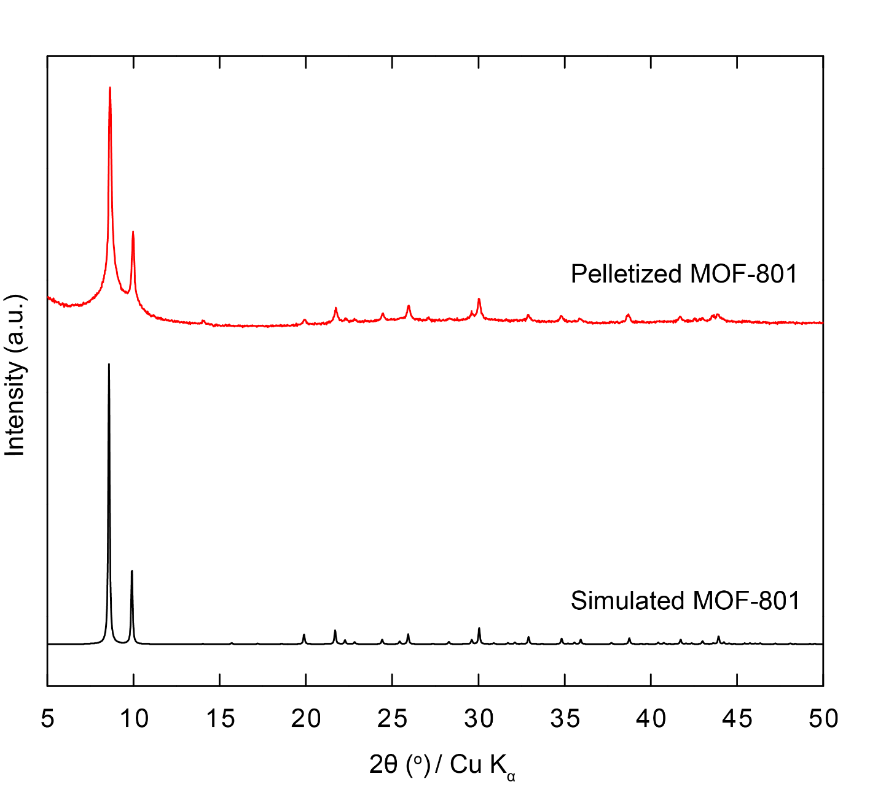 Pelletized MOF-801
Intensity (a.u.)
Simulated MOF-801
5 10 15 20 25 30 35 40 45 50
2θ (°) / Cu Kα